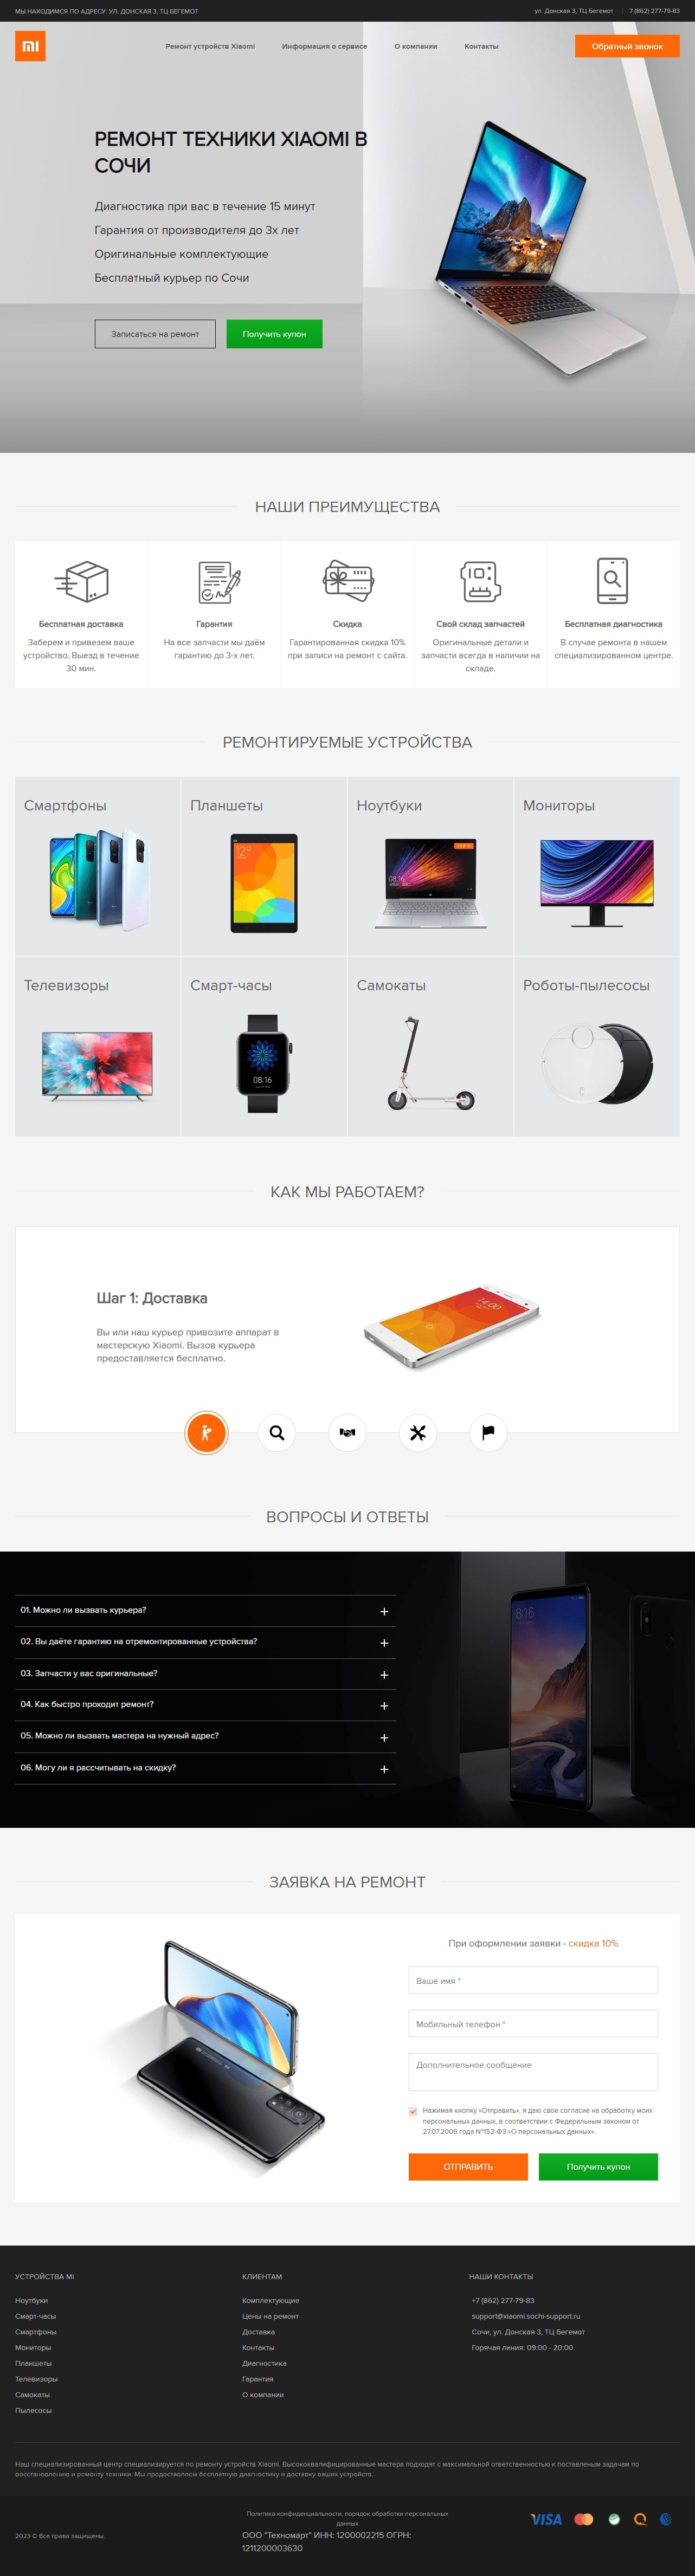 МЫ НАХОДИМСЯ ПО АДРЕСУ: УЛ. ДОНСКАЯ 3, ТЦ БЕГЕМОТ
ул. Донская 3, ТЦ Бегемот
7 (862) 277-79-83
Ремонт устройств Xiaomi
Информация о сервисе
О компании
Контакты
Обратный звонок
РЕМОНТ ТЕХНИКИ XIAOMI В
СОЧИ
Диагностика при вас в течение 15 минут
Гарантия от производителя до 3х лет
Оригинальные комплектующие
Бесплатный курьер по Сочи
Записаться на ремонт
Получить купон
НАШИ ПРЕИМУЩЕСТВА
Бесплатная доставка
Заберем и привезем ваше
устройство. Выезд в течение
30 мин.
Гарантия
На все запчасти мы даём
гарантию до 3-х лет.
Скидка
Гарантированная скидка 10%
при записи на ремонт с сайта.
Свой склад запчастей
Оригинальные детали и
запчасти всегда в наличии на
складе.
Бесплатная диагностика
В случае ремонта в нашем
специализированном центре.
РЕМОНТИРУЕМЫЕ УСТРОЙСТВА
Смартфоны
Планшеты
Ноутбуки
Мониторы
08:16
Телевизоры
Смарт-часы
Самокаты
Роботы-пылесосы
08:16
КАК МЫ РАБОТАЕМ?
Шаг 1: Доставка
Вы или наш курьер привозите аппарат в
мастерскую Xiaomi. Вызов курьера
предоставляется бесплатно.
14:00
ВОПРОСЫ И ОТВЕТЫ
01. Можно ли вызвать курьера?
02. Вы даёте гарантию на отремонтированные устройства?
03. Запчасти у вас оригинальные?
04. Как быстро проходит ремонт?
05. Можно ли вызвать мастера на нужный адрес?
06. Могу ли я рассчитывать на скидку?
8:16
ЗАЯВКА НА РЕМОНТ
При оформлении заявки - скидка 10%
Ваше имя *
Мобильный телефон *
Дополнительное сообщение
Нажимая кнопку «Отправить», я даю свое согласие на обработку моих
персональных данных, в соответствии с Федеральным законом от
27.07.2006 года №152-ФЗ «О персональных данных».
ОТПРАВИТЬ
Получить купон
УСТРОЙСТВА MI
Ноутбуки
Смарт-часы
Смартфоны
Мониторы
Планшеты
Телевизоры
Самокаты
Пылесосы
КЛИЕНТАМ
Комплектующие
Цены на ремонт
Доставка
Контакты
Диагностика
Гарантия
О компании
НАШИ КОНТАКТЫ
+7 (862) 277-79-83
support@xiaomi.sochi-support.ru
Сочи, ул. Донская 3, ТЦ Бегемот
Горячая линия: 09:00 - 20:00
Наш специализированный центр специализируется по ремонту устройств Xiaomi. Высококвалифицированные мастера подходят с максимальной ответственностью к поставленым задачам по
восстановлению и ремонту техники. Мы предоставляем бесплатную диагностику и доставку ваших устройств.
2023 © Все права защищены.
Политика конфиденциальности, порядок обработки персональных
данных
ООО "Техномарт" ИНН: 1200002215 ОГРН:
1211200003630
VISA